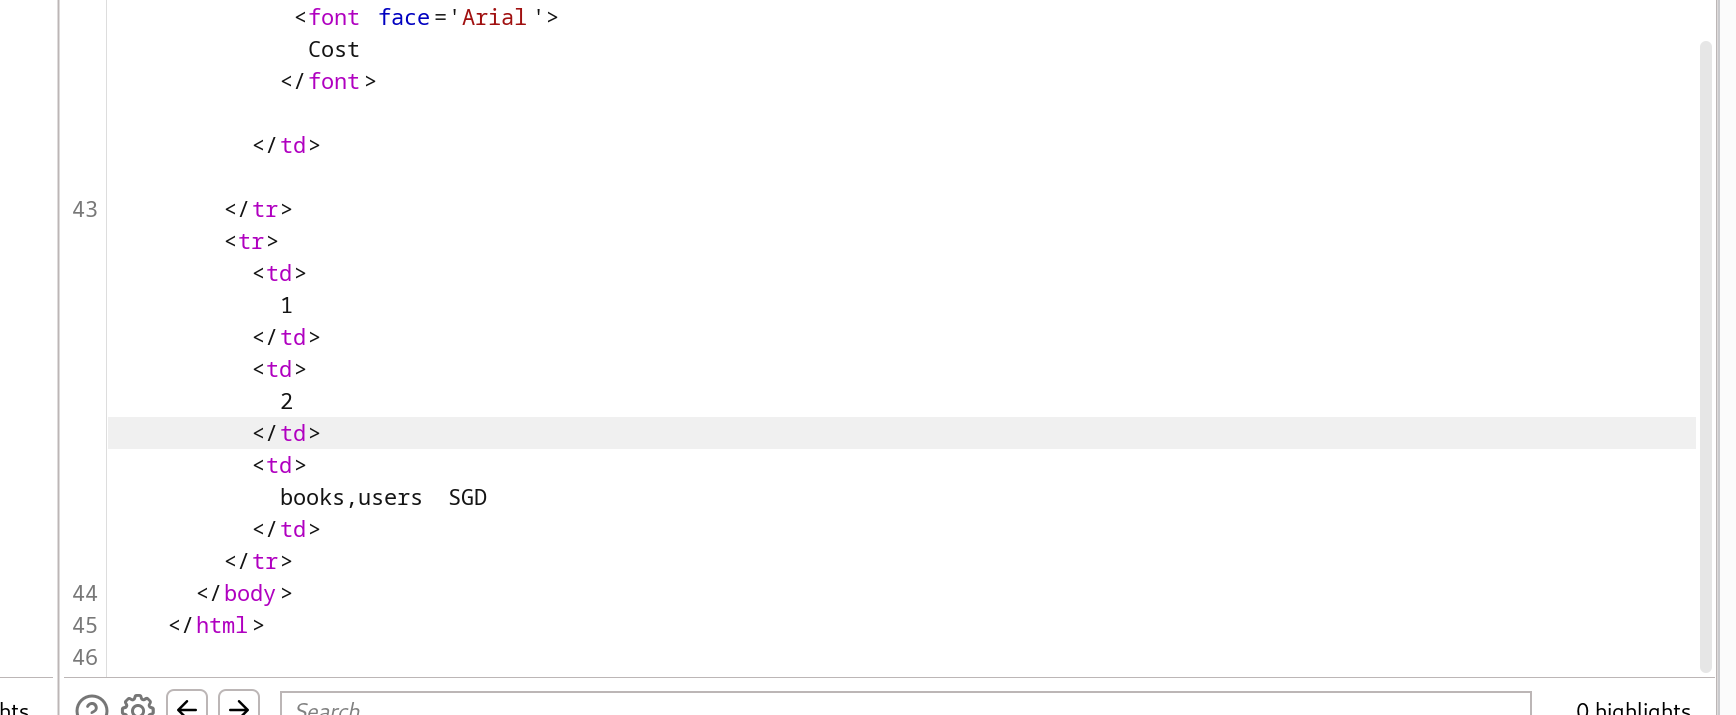 <font face='Arial'>
Cost
</font>
</td>
43 </tr>
<tr>
<td>
1
</td>
<td>
2
</td>
<td>
books,users SGD
</td>
</tr>
44 </body>
45 </html>
46
hts
? Search 0 highlights